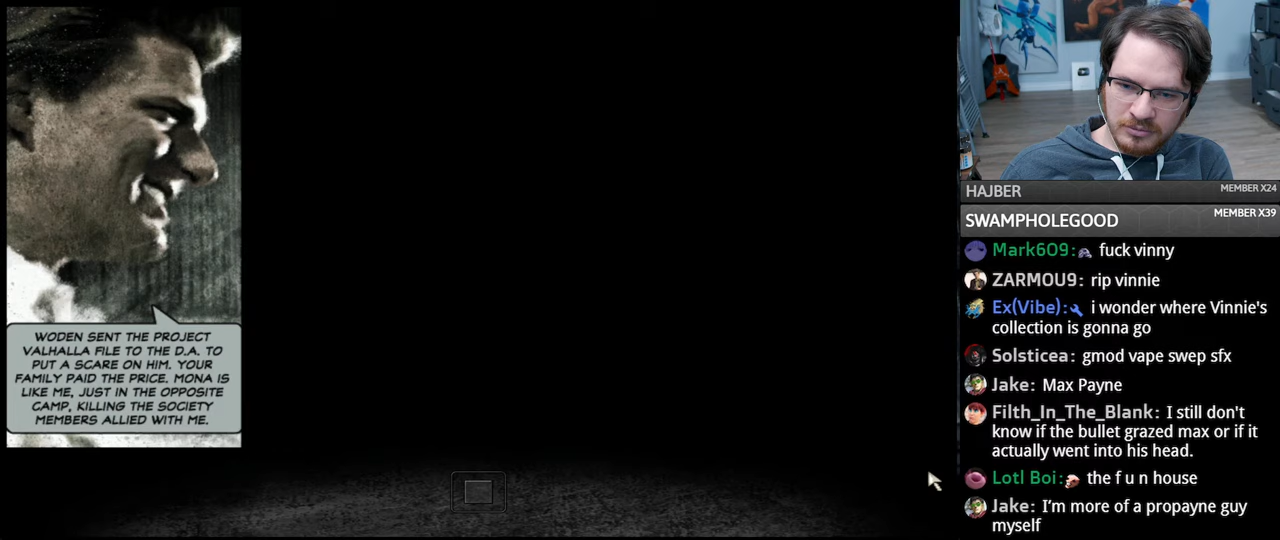 WODEN SENT THE PROJECT
VALHALLA FILE TO THE D.A. TO
PUT A SCARE ON HIM. YOUR
FAMILY PAID THE PRICE. MONA IS
LIKE ME, JUST IN THE OPPOSITE
CAMP, KILLING THE SOCIETY
MEMBERS ALLIED WITH ME.
HAJBER MEMBER X24
SWAMPHOLEGOOD MEMBER X39
Mark609: fuck vinny
ZARMOU9: rip vinnie
Ex(Vibe): i wonder where Vinnie's
collection is gonna go
Solsticea: gmod vape swep sfx
Jake: Max Payne
Filth_In_The_Blank: I still don't
know if the bullet grazed max or if it
actually went into his head.
Lotl Boi: the f u n house
Jake: I'm more of a propayne guy
myself